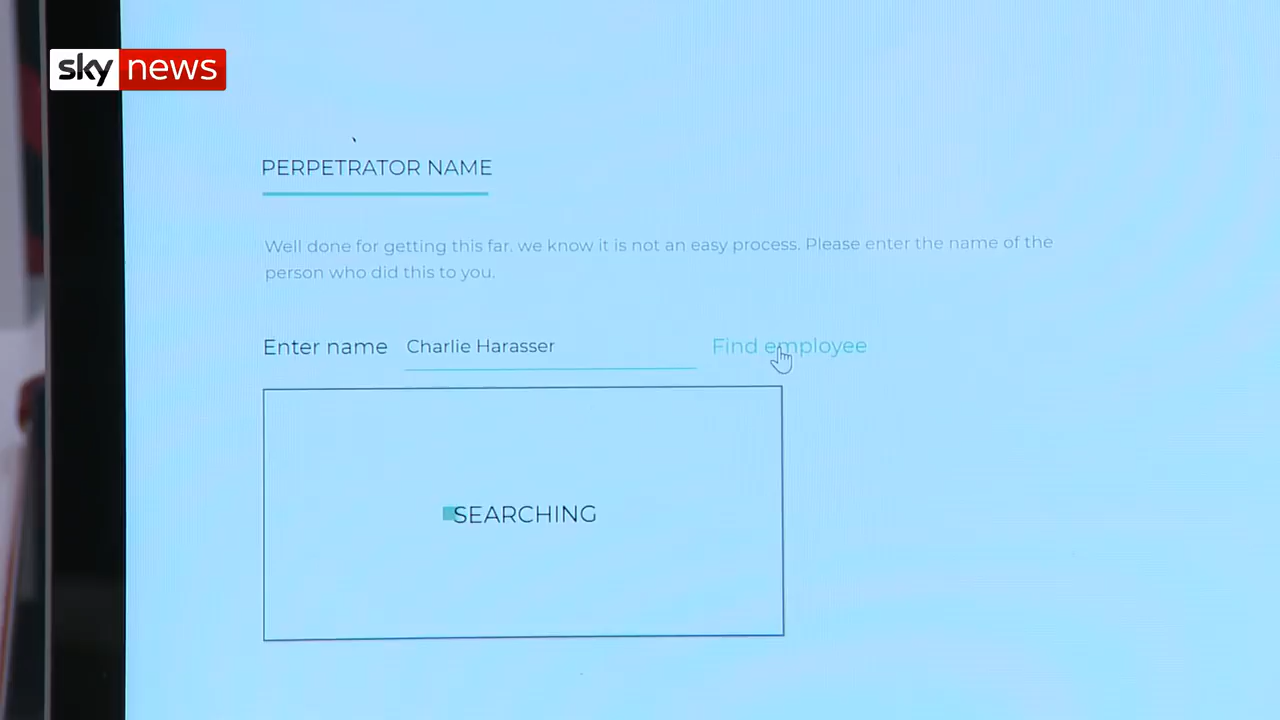 sky news
PERPETRATOR NAME
Well done for getting this far. we know it is not an easy process. Please enter the name of the
person who did this to you.
Enter name Charlie Harasser Find employee
SEARCHING